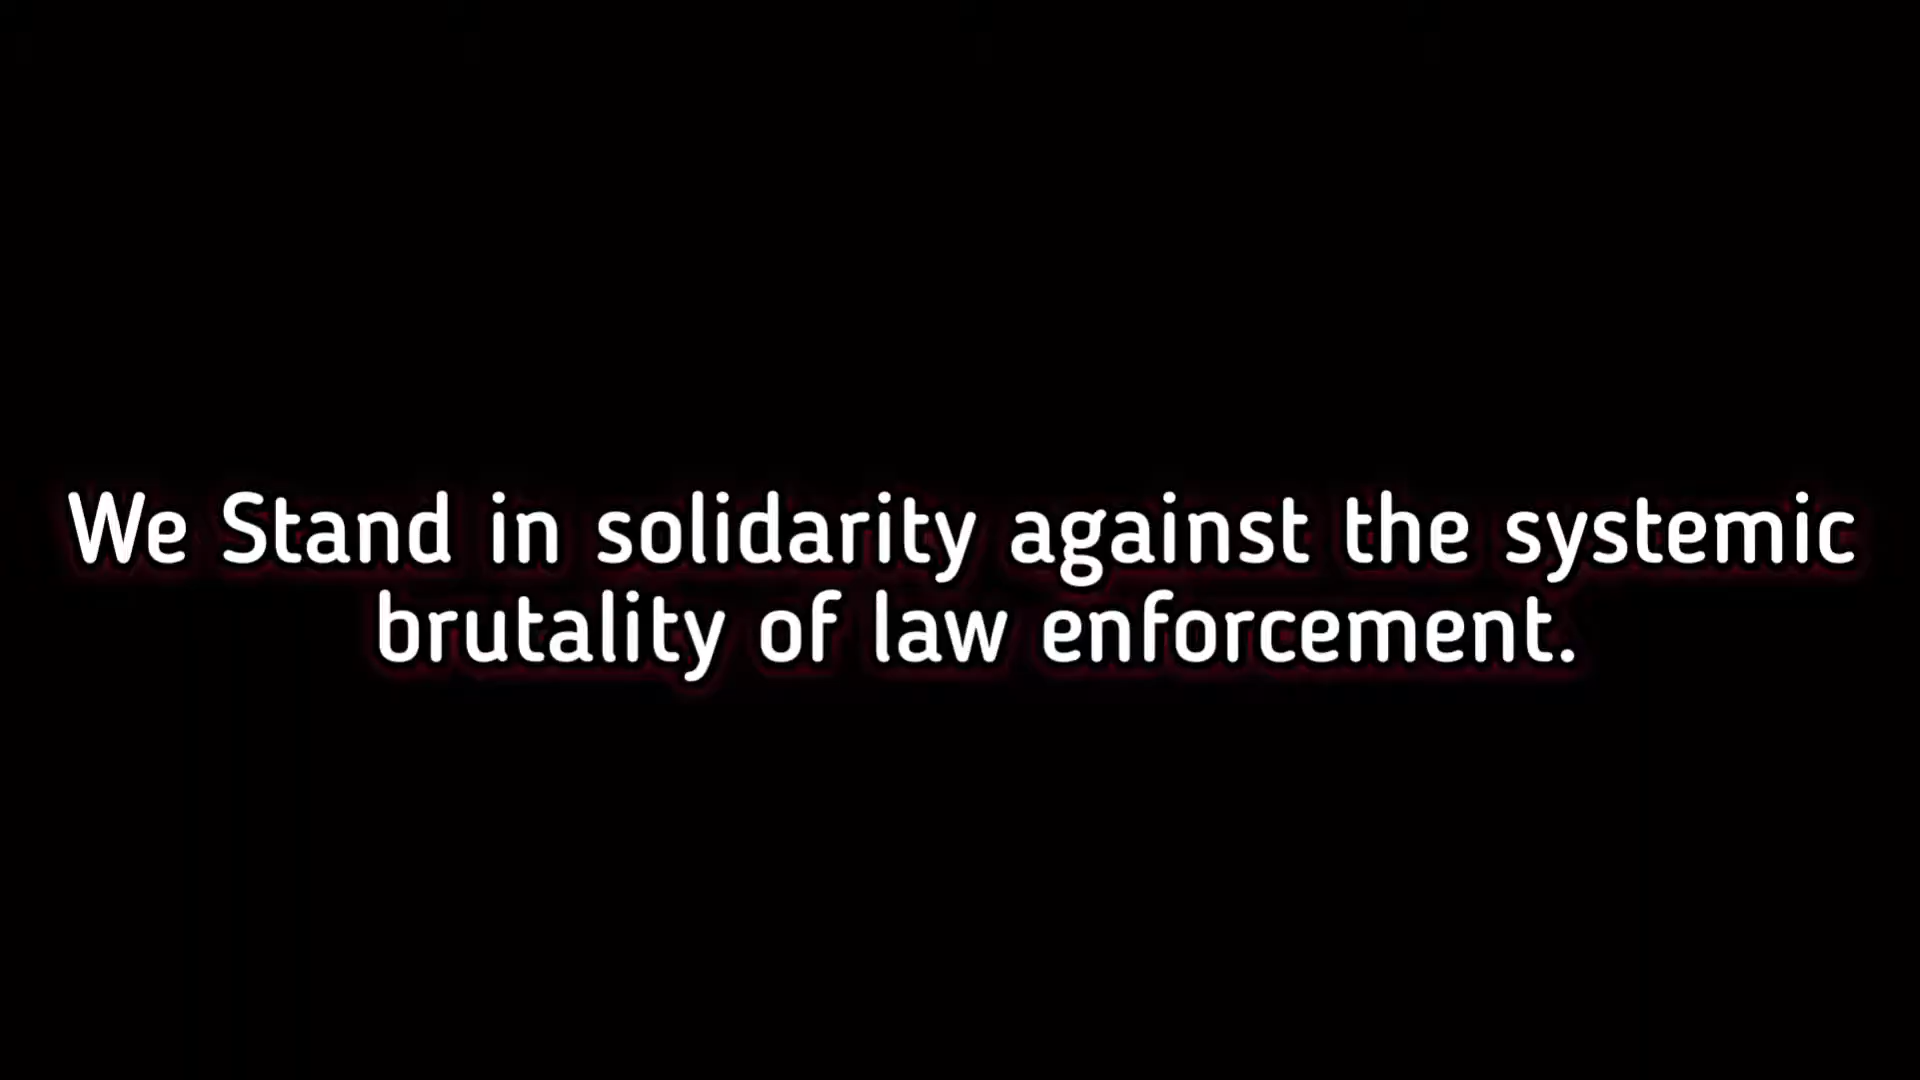 We Stand in solidarity against the systemic
brutality of law enforcement.